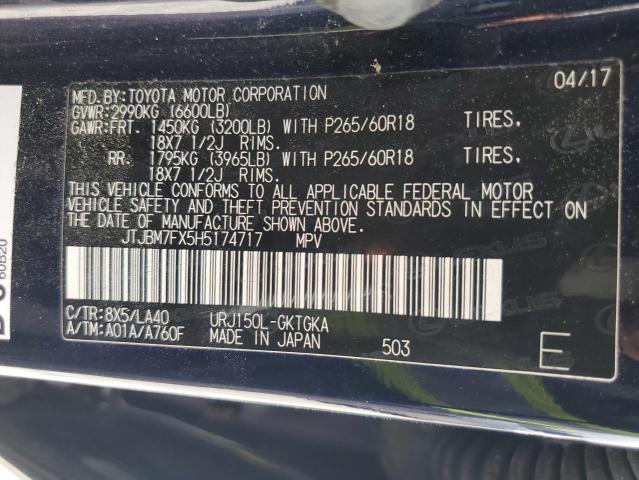 04/17
MFD.BY:TOYOTA MOTOR CORPORATION
GVWR:2990KG (6600LB)
GAWR:FRT. 1450KG (3200LB) WITH P265/60R18 TIRES.
18X7 1/2J RIMS.
RR. 1795KG (3965LB) WITH P265/60R18 TIRES.
18X7 1/2J RIMS.
THIS VEHICLE CONFORMS TO ALL APPLICABLE FEDERAL MOTOR
VEHICLE SAFETY AND THEFT PREVENTION STANDARDS IN EFFECT ON
THE DATE OF MANUFACTURE SHOWN ABOVE.
JTJBM7FX5H5174717 MPV
C/TR:8X5/LA40 URJ150L-GKTGKA
A/TM:A01A/A760F MADE IN JAPAN 503 E
60B20
LEXUS